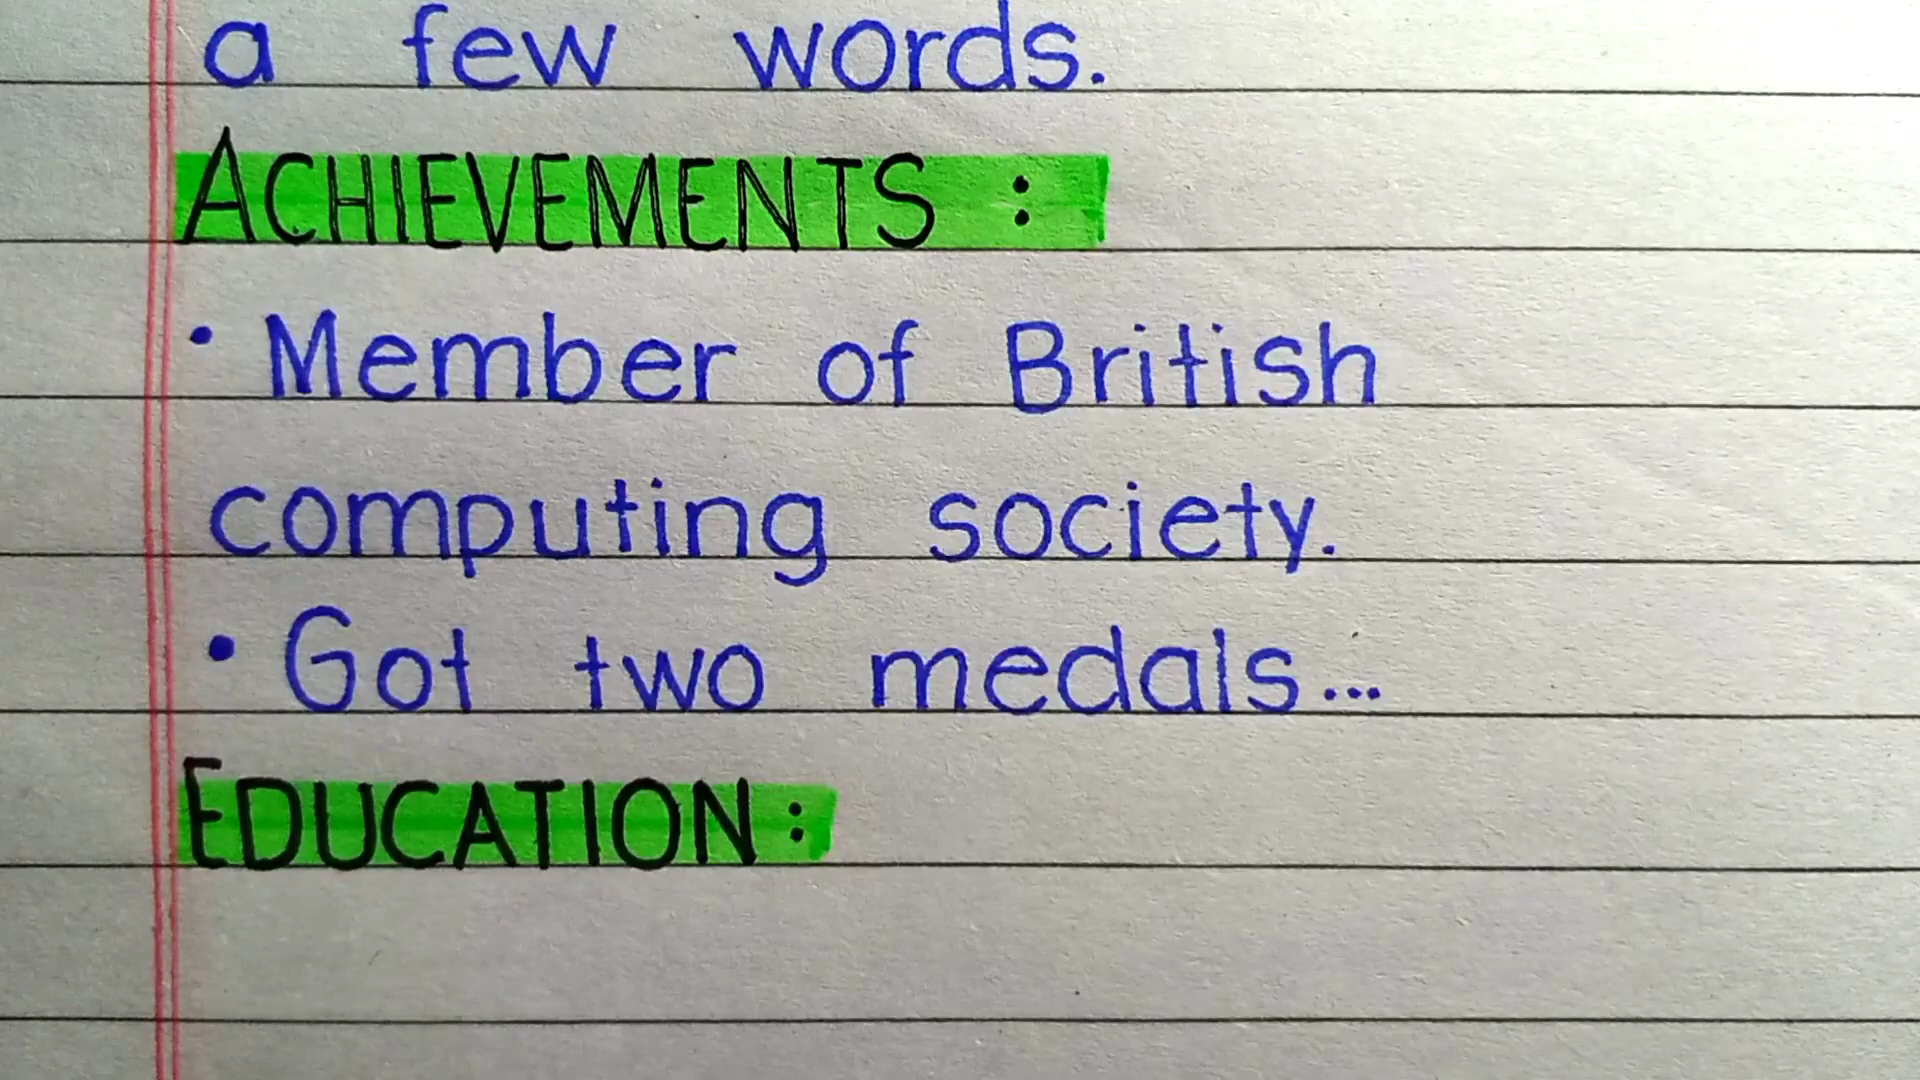 a few words.
ACHIEVEMENTS :
• Member of British
computing society.
• Got two medals...
EDUCATION :